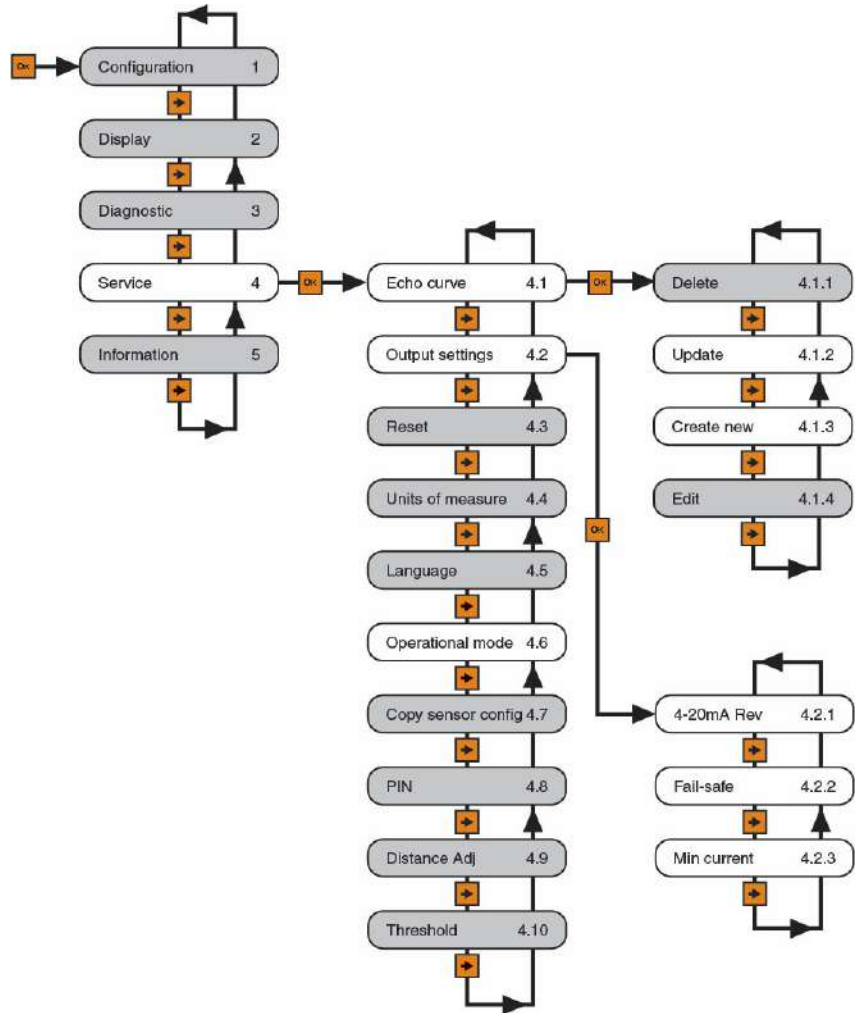 OK
Configuration 1
Display 2
Diagnostic 3
Service 4
OK
Information 5
Echo curve 4.1
OK
Output settings 4.2
Reset 4.3
Units of measure 4.4
Language 4.5
Operational mode 4.6
Copy sensor config 4.7
PIN 4.8
Distance Adj 4.9
Threshold 4.10
Delete 4.1.1
Update 4.1.2
Create new 4.1.3
Edit 4.1.4
OK
4-20mA Rev 4.2.1
Fail-safe 4.2.2
Min current 4.2.3